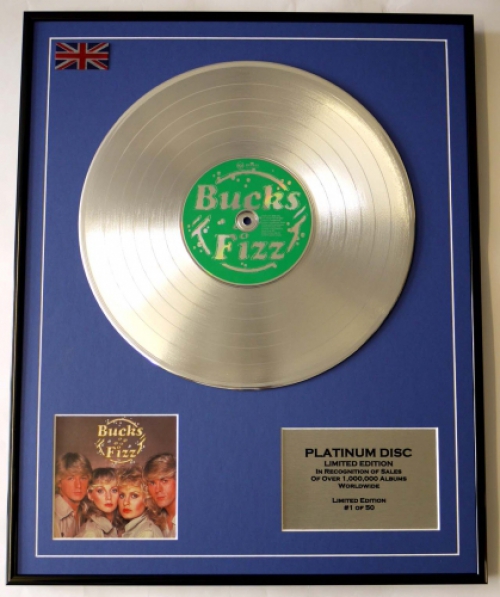 Bucks
Fizz
Bucks
Fizz
PLATINUM DISC
LIMITED EDITION
IN RECOGNITION OF SALES
OF OVER 1,000,000 ALBUMS
WORLDWIDE
LIMITED EDITION
#1 OF 50